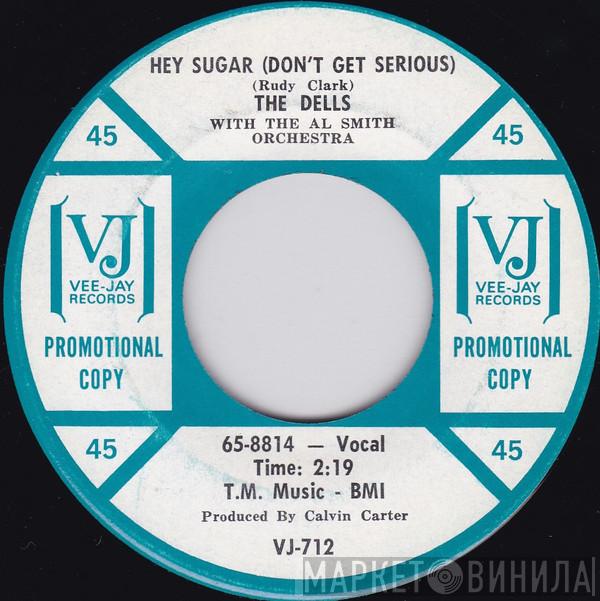 HEY SUGAR (DON'T GET SERIOUS)
(Rudy Clark)
THE DELLS
WITH THE AL SMITH
ORCHESTRA
45
45
VJ
VEE-JAY
RECORDS
PROMOTIONAL
COPY
VJ
VEE-JAY
RECORDS
PROMOTIONAL
COPY
45
45
65-8814 — Vocal
Time: 2:19
T.M. Music - BMI
Produced By Calvin Carter
VJ-712
МАРКЕТ ВИНИЛА